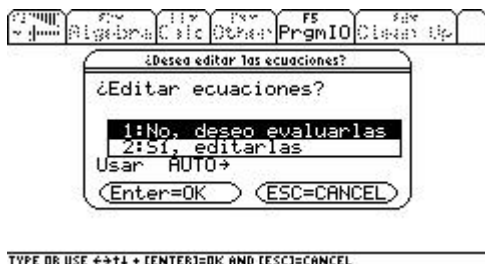 F1 F2 F3 F4 F5 F6
Algebra Calc Other PrgmIO Clean Up
¿Desea editar las ecuaciones?
¿Editar ecuaciones?
1:No, deseo evaluarlas
2:Sí, editarlas
Usar AUTO→
Enter=OK ESC=CANCEL
TYPE OR USE ←→↑↓ + [ENTER]=OK AND [ESC]=CANCEL